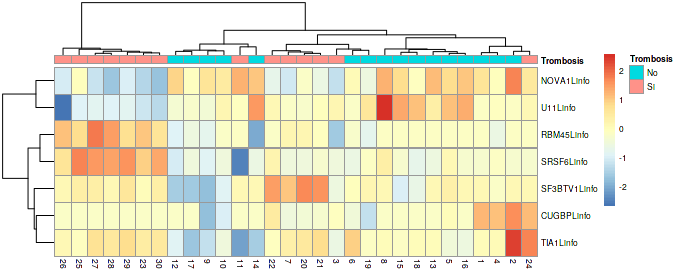 Trombosis
NOVA1Linfo
U11Linfo
RBM45Linfo
SRSF6Linfo
SF3BTV1Linfo
CUGBPLinfo
TIA1Linfo
26 25 27 28 29 23 30 12 17 9 10 11 14 22 7 20 21 3 6 19 8 15 18 13 5 16 1 4 2 24
2
1
0
-1
-2
Trombosis
No
Si